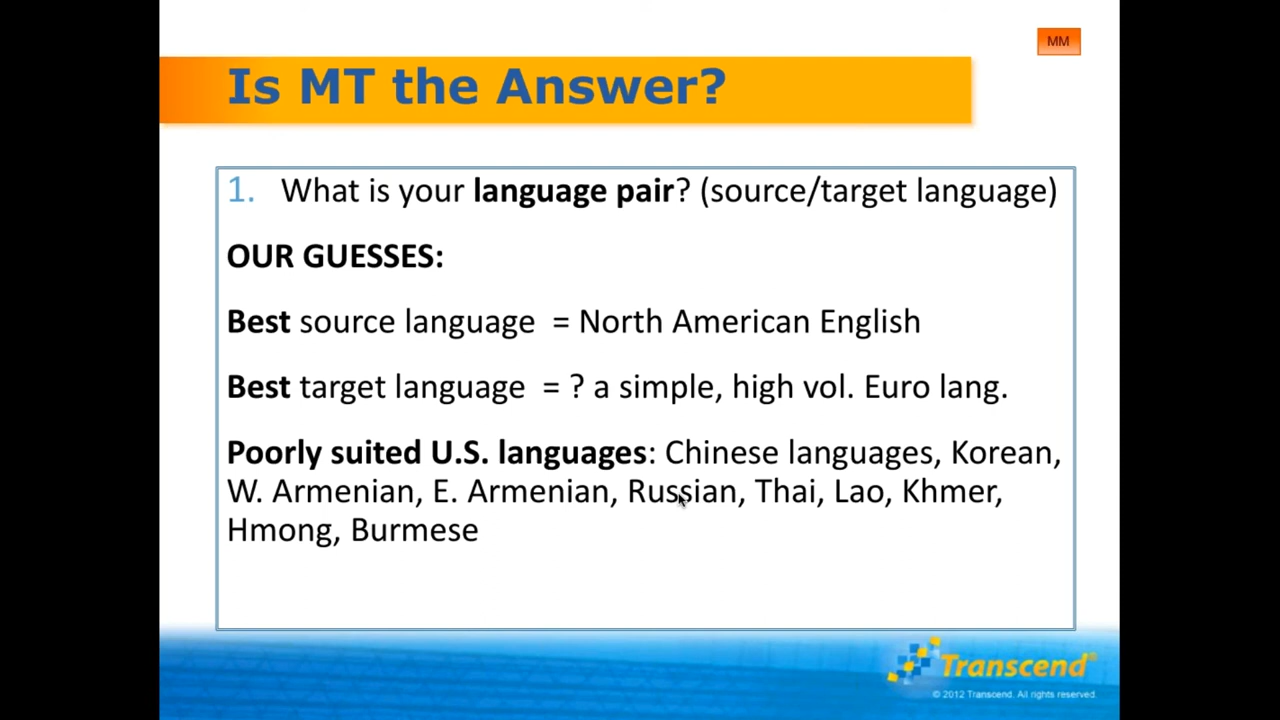 MM
Is MT the Answer?
1. What is your language pair? (source/target language)
OUR GUESSES:
Best source language = North American English
Best target language = ? a simple, high vol. Euro lang.
Poorly suited U.S. languages: Chinese languages, Korean,
W. Armenian, E. Armenian, Russian, Thai, Lao, Khmer,
Hmong, Burmese
Transcend®
© 2012 Transcend. All rights reserved.